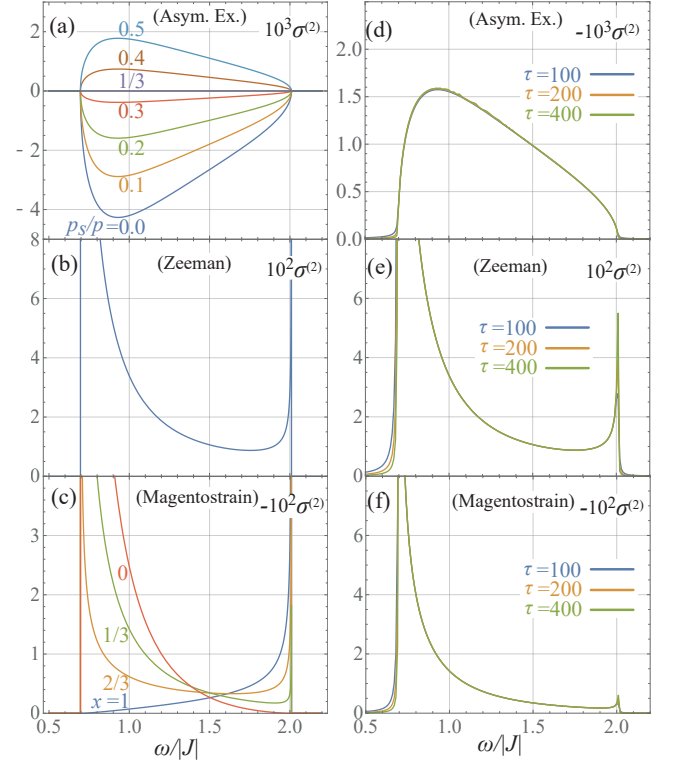 (a) (Asym. Ex.) 10³σ⁽²⁾
2
0
- 2
- 4
0.5
0.4
1/3
0.3
0.2
0.1
pₛ/p=0.0
(b) (Zeeman) 10²σ⁽²⁾
8
6
4
2
0
(c) (Magentostrain) -10²σ⁽²⁾
3
2
1
0
0
1/3
2/3
x=1
0.5 1.0 1.5 2.0
ω/|J|
(d) (Asym. Ex.) -10³σ⁽²⁾
2.0
1.5
1.0
0.5
0.0
τ=100
τ=200
τ=400
(e) (Zeeman) 10²σ⁽²⁾
6
4
2
0
τ=100
τ=200
τ=400
(f) (Magentostrain) -10²σ⁽²⁾
6
4
2
0
τ=100
τ=200
τ=400
0.5 1.0 1.5 2.0
ω/|J|